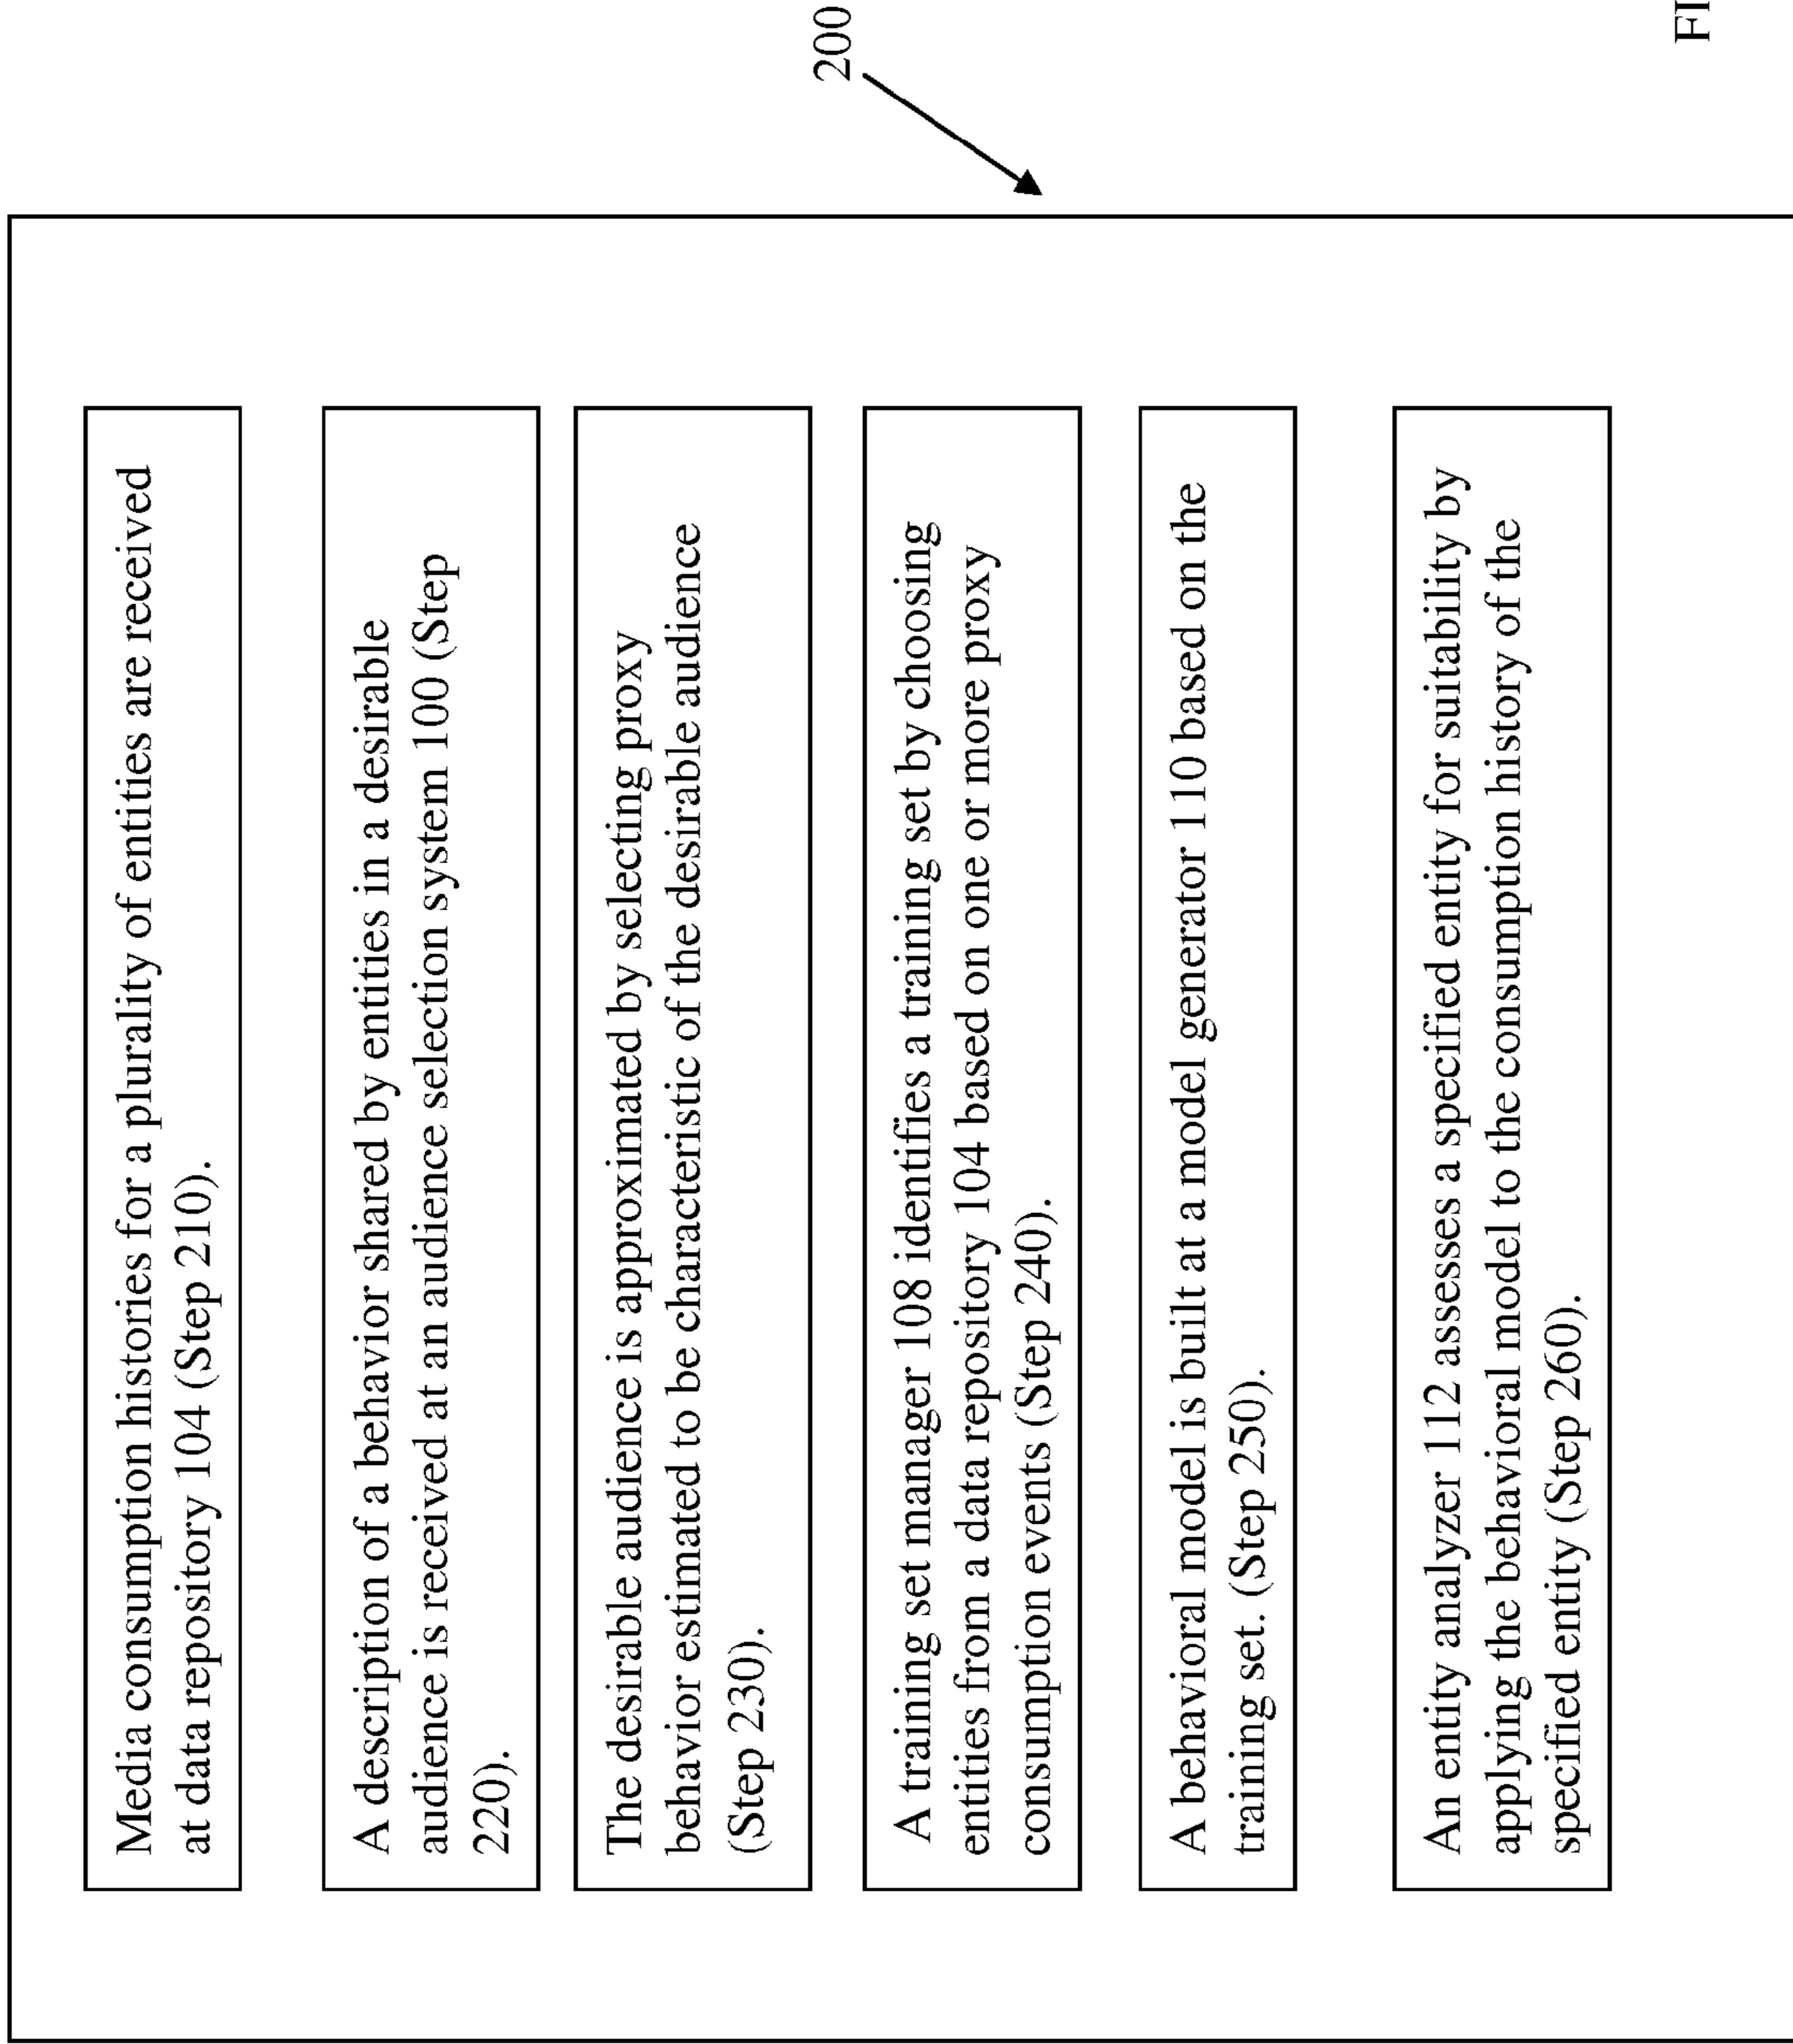 Media consumption histories for a plurality of entities are received
at data repository 104 (Step 210).
A description of a behavior shared by entities in a desirable
audience is received at an audience selection system 100 (Step
220).
The desirable audience is approximated by selecting proxy
behavior estimated to be characteristic of the desirable audience
(Step 230).
A training set manager 108 identifies a training set by choosing
entities from a data repository 104 based on one or more proxy
consumption events (Step 240).
A behavioral model is built at a model generator 110 based on the
training set. (Step 250).
An entity analyzer 112 assesses a specified entity for suitability by
applying the behavioral model to the consumption history of the
specified entity (Step 260).
200
FI